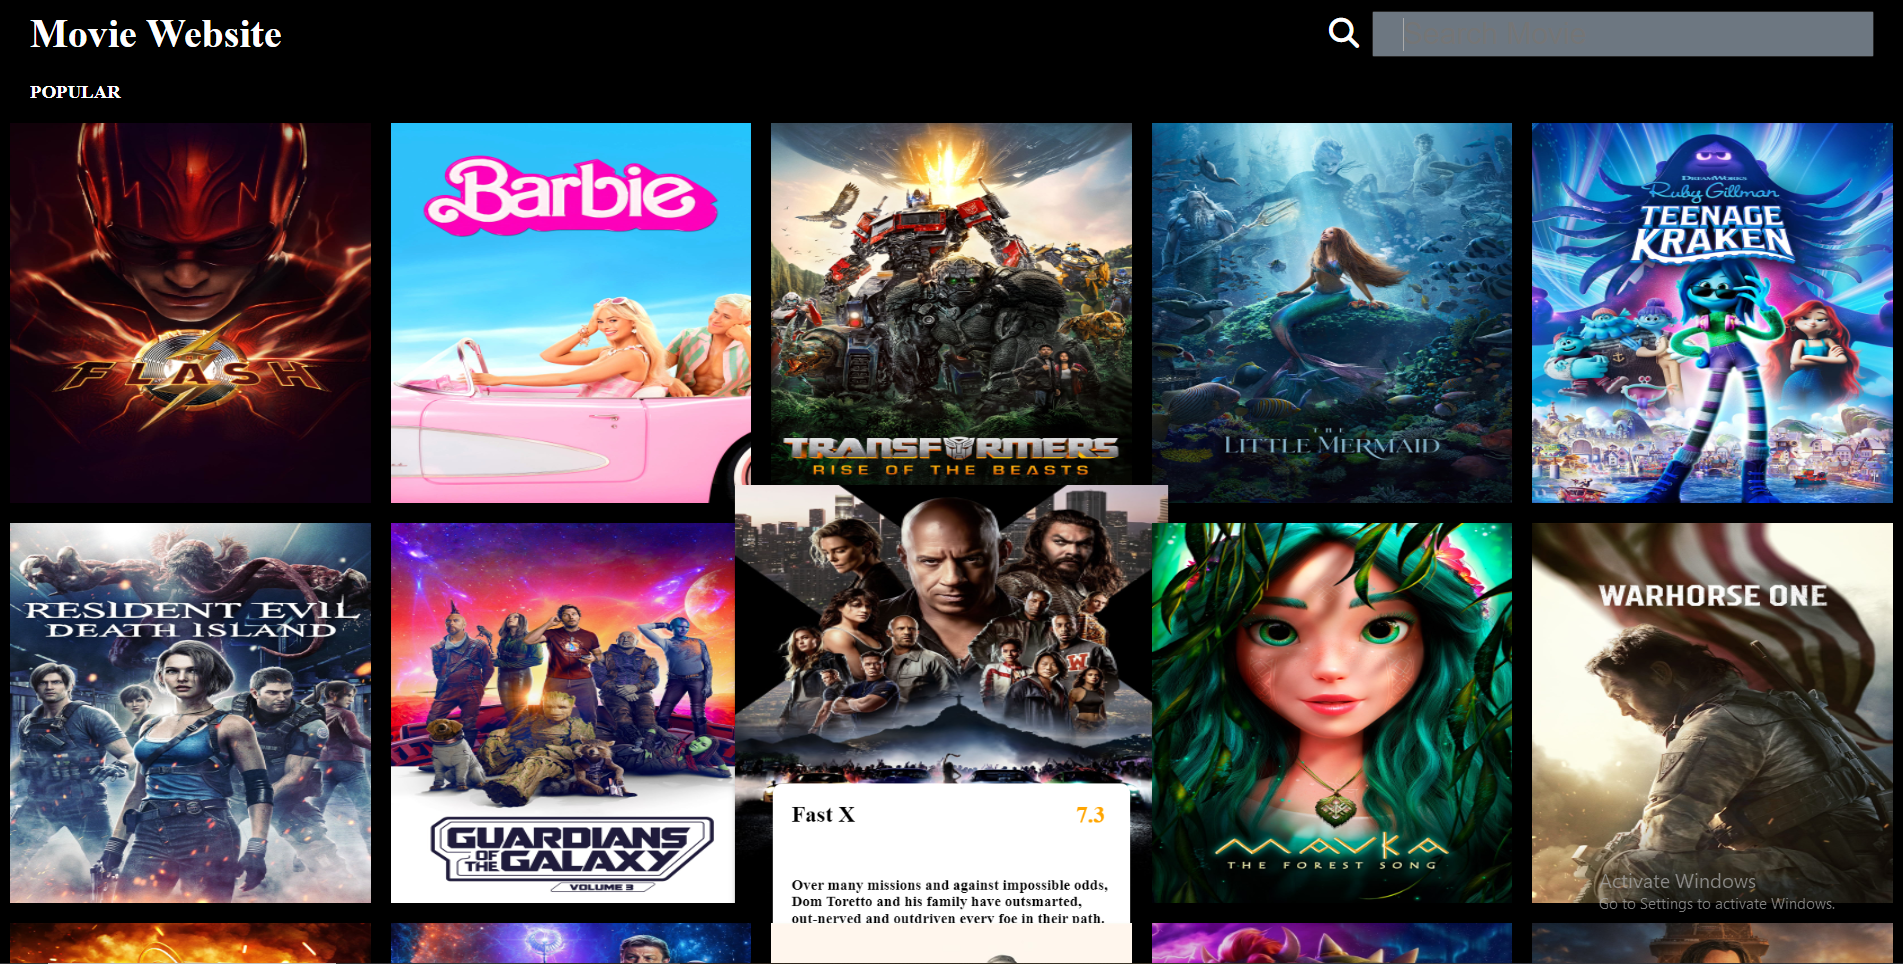 Movie Website
POPULAR
FLASH
Barbie
TRANSFORMERS
RISE OF THE BEASTS
THE
LITTLE MERMAID
DREAMWORKS
Ruby Gillman
TEENAGE
KRAKEN
RESIDENT EVIL
DEATH ISLAND
GUARDIANS
OF THE GALAXY
VOLUME 3
W
Fast X
7.3
Over many missions and against impossible odds,
Dom Toretto and his family have outsmarted,
out-nerved and outdriven every foe in their path.
MAVKA
THE FOREST SONG
WARHORSE ONE
Activate Windows
Go to Settings to activate Windows.